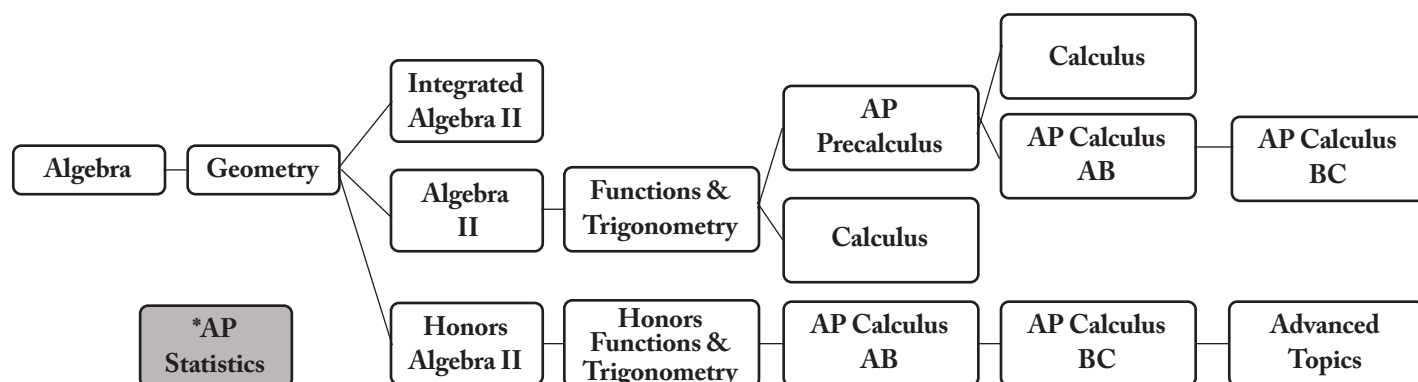 Calculus
Integrated
Algebra II
AP
Precalculus
AP Calculus
AB
AP Calculus
BC
Algebra
Geometry
Algebra
II
Functions &
Trigonometry
Calculus
*AP
Statistics
Honors
Algebra II
Honors
Functions &
Trigonometry
AP Calculus
AB
AP Calculus
BC
Advanced
Topics